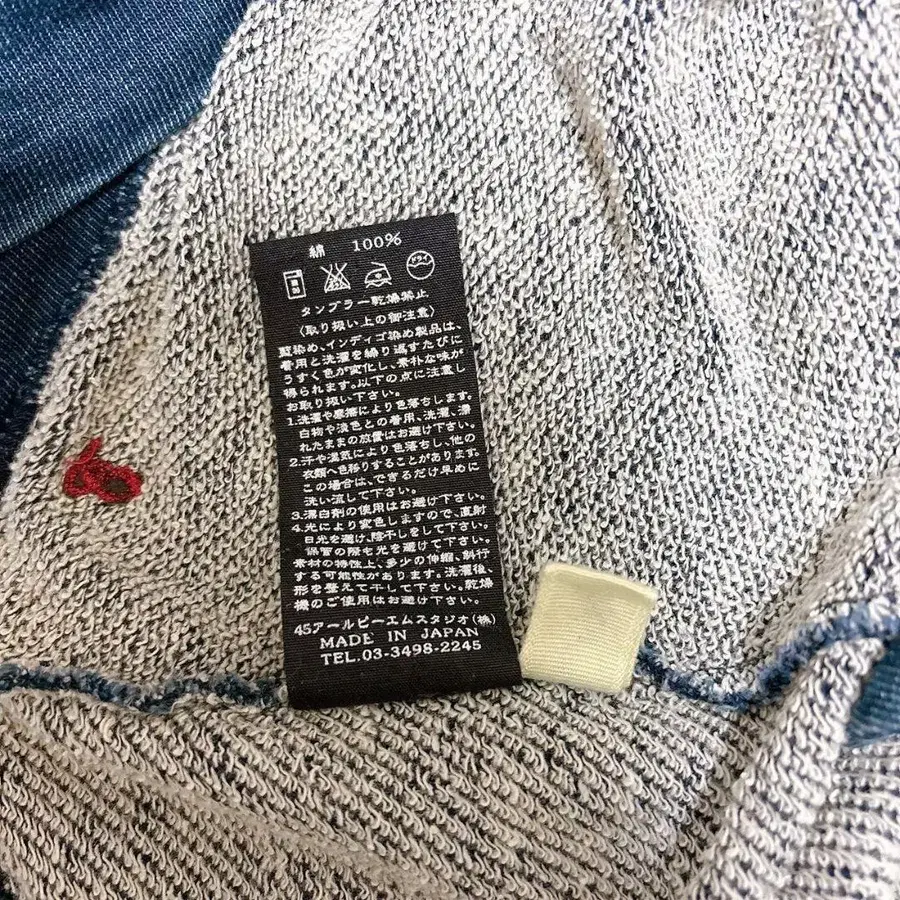 綿 100%
ドライ
タンブラー乾燥禁止
〈取り扱い上の御注意〉
藍染め、インディゴ染め製品は、
着用と洗濯を繰り返すたびに
うすく色が変化し、素朴な味が
得られます。以下の点に注意し
お取り扱い下さい。
1.洗濯や摩擦により色落ちします。
白物や淡色との着用、洗濯、濡
れたままの放置はお避け下さい。
2.汗や湿気により色落ちし、他の
衣類へ色移りすることがあります。
この場合は、できるだけ早めに
洗い流して下さい。
3.漂白剤の使用はお避け下さい。
4.光により変色しますので、直射
日光を避け、陰干しをして下さい。
保管の際も光を避けて下さい。
素材の特性上、多少の伸縮、斜行
する可能性があります。洗濯後、
形を整えて干して下さい。乾燥
機のご使用はお避け下さい。
45アールピーエムスタジオ(株)
MADE IN JAPAN
TEL.03-3498-2245